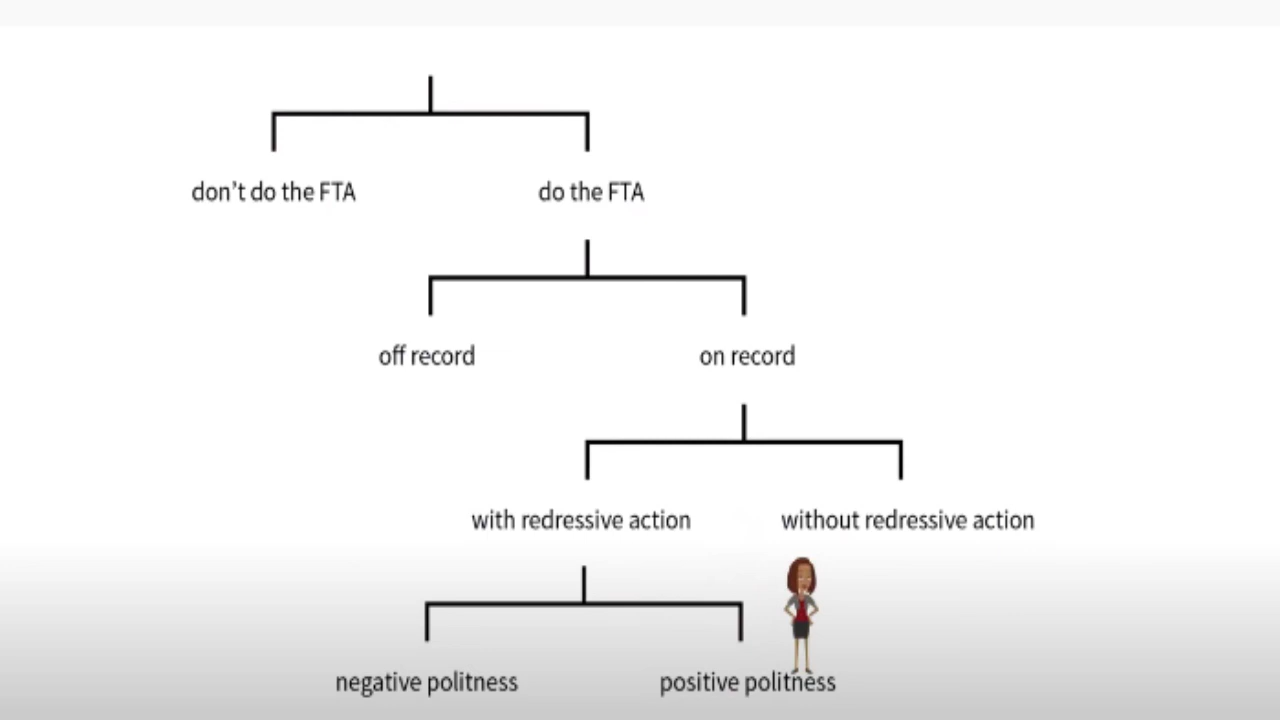 don't do the FTA
do the FTA
off record
on record
with redressive action
without redressive action
negative politness
positive politness